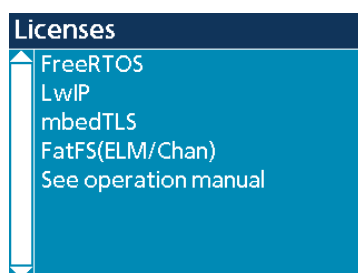 Licenses
FreeRTOS
LwIP
mbedTLS
FatFS(ELM/Chan)
See operation manual